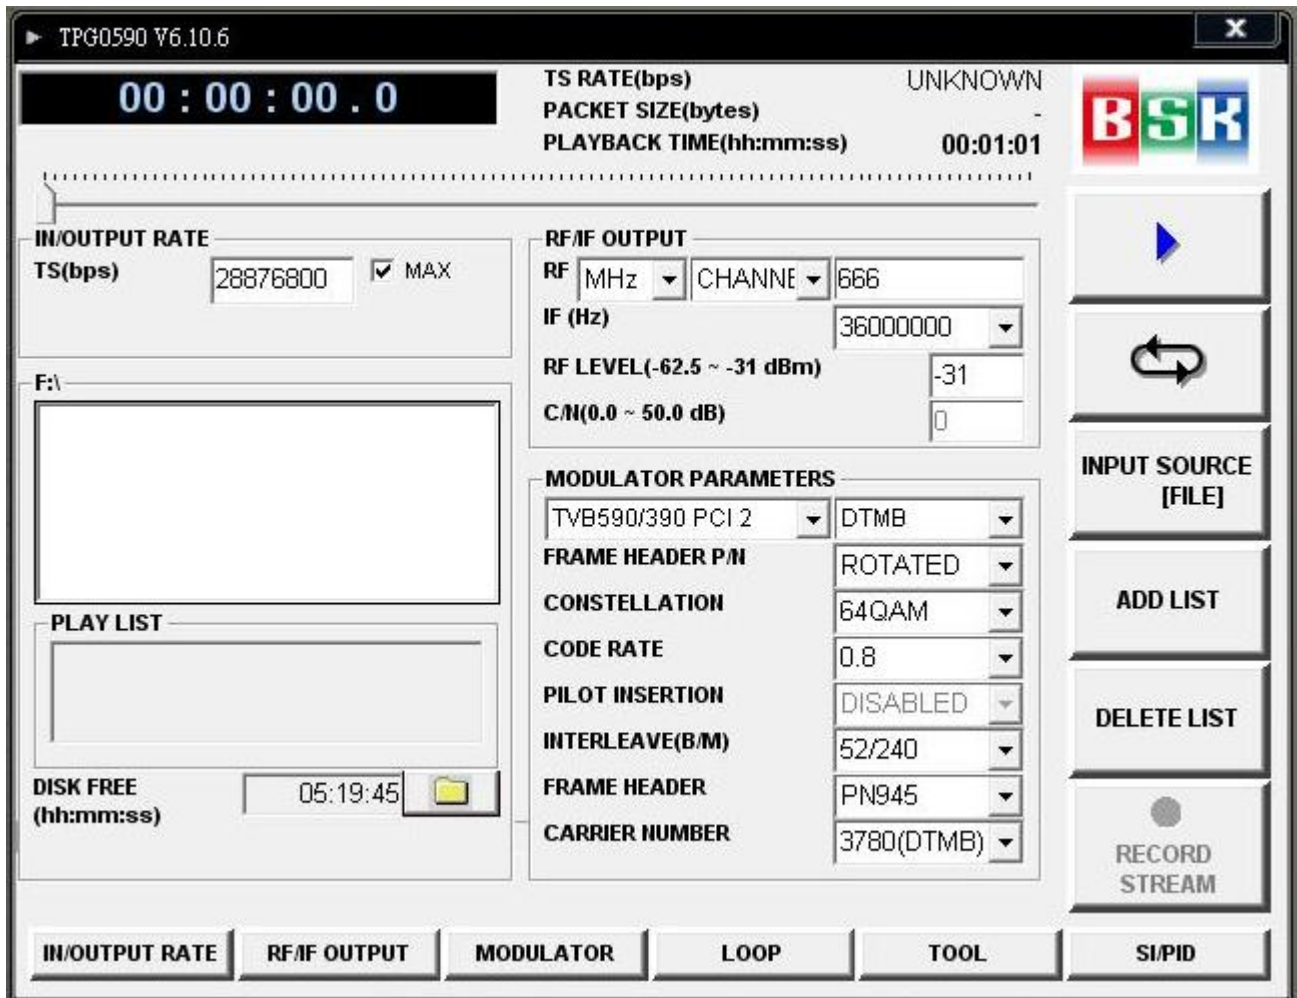 TPG0590 V6.10.6
X
00 : 00 : 00 . 0
TS RATE(bps) UNKNOWN
PACKET SIZE(bytes) -
PLAYBACK TIME(hh:mm:ss) 00:01:01
BSK
IN/OUTPUT RATE
TS(bps) 28876800 MAX
RF/IF OUTPUT
RF MHz CHANNE 666
IF (Hz) 36000000
RF LEVEL(-62.5 ~ -31 dBm) -31
C/N(0.0 ~ 50.0 dB) 0
F:\
PLAY LIST
DISK FREE 05:19:45
(hh:mm:ss)
MODULATOR PARAMETERS
TVB590/390 PCI 2 DTMB
FRAME HEADER P/N ROTATED
CONSTELLATION 64QAM
CODE RATE 0.8
PILOT INSERTION DISABLED
INTERLEAVE(B/M) 52/240
FRAME HEADER PN945
CARRIER NUMBER 3780(DTMB)
INPUT SOURCE
[FILE]
ADD LIST
DELETE LIST
RECORD
STREAM
IN/OUTPUT RATE RF/IF OUTPUT MODULATOR LOOP TOOL SI/PID